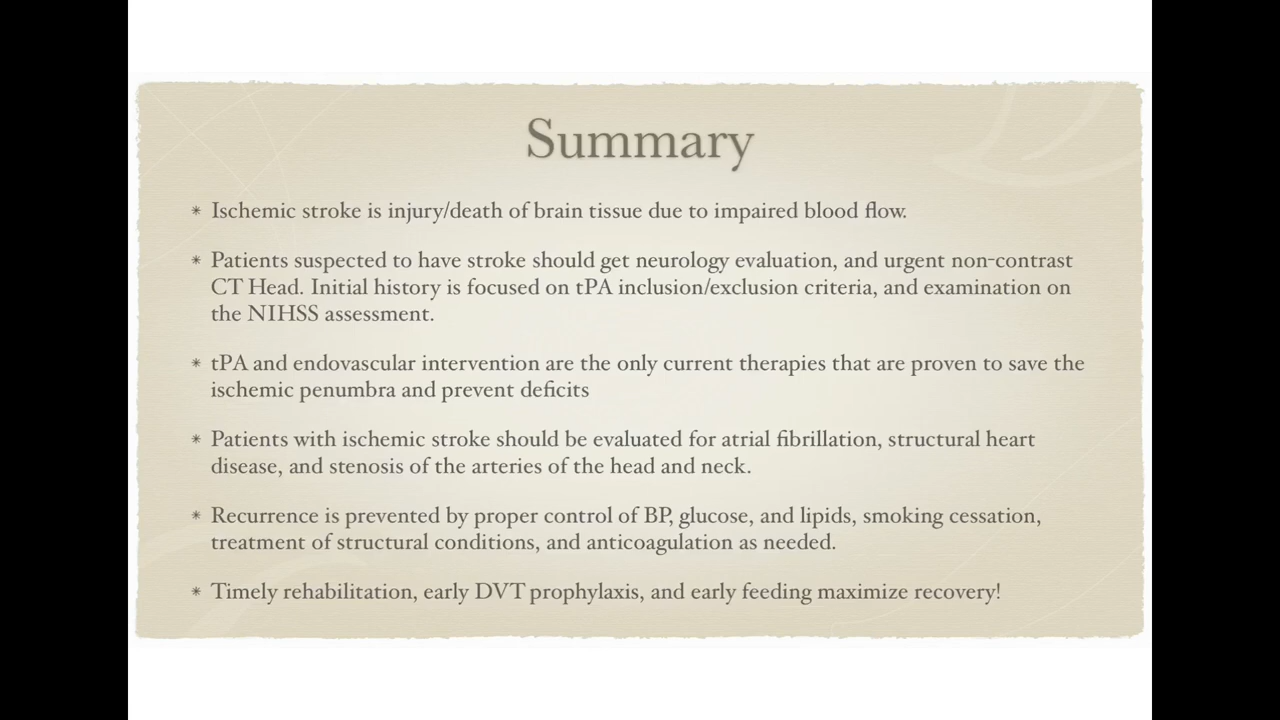 Summary
* Ischemic stroke is injury/death of brain tissue due to impaired blood flow.
* Patients suspected to have stroke should get neurology evaluation, and urgent non-contrast
CT Head. Initial history is focused on tPA inclusion/exclusion criteria, and examination on
the NIHSS assessment.
* tPA and endovascular intervention are the only current therapies that are proven to save the
ischemic penumbra and prevent deficits
* Patients with ischemic stroke should be evaluated for atrial fibrillation, structural heart
disease, and stenosis of the arteries of the head and neck.
* Recurrence is prevented by proper control of BP, glucose, and lipids, smoking cessation,
treatment of structural conditions, and anticoagulation as needed.
* Timely rehabilitation, early DVT prophylaxis, and early feeding maximize recovery!